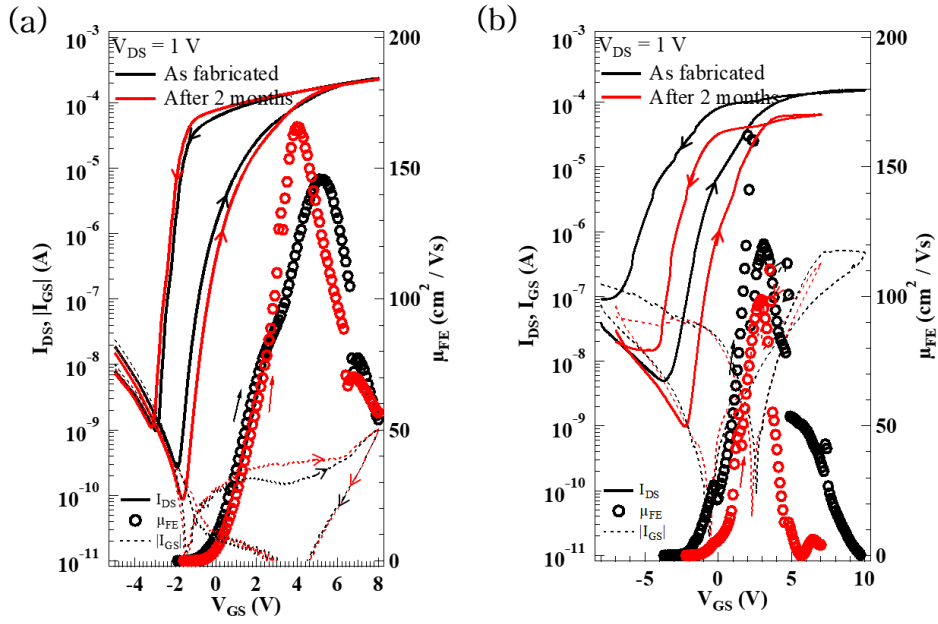 (a)
V_DS = 1 V
As fabricated
After 2 months
10^-3
10^-4
10^-5
10^-6
10^-7
10^-8
10^-9
10^-10
10^-11
I_DS, |I_GS| (A)
200
150
100
50
0
μ_FE (cm^2 / Vs)
I_DS
μ_FE
|I_GS|
-4 -2 0 2 4 6 8
V_GS (V)
(b)
V_DS = 1 V
As fabricated
After 2 months
10^-3
10^-4
10^-5
10^-6
10^-7
10^-8
10^-9
10^-10
10^-11
I_DS, I_GS (A)
200
150
100
50
0
μ_FE (cm^2 / Vs)
I_DS
μ_FE
|I_GS|
-5 0 5 10
V_GS (V)